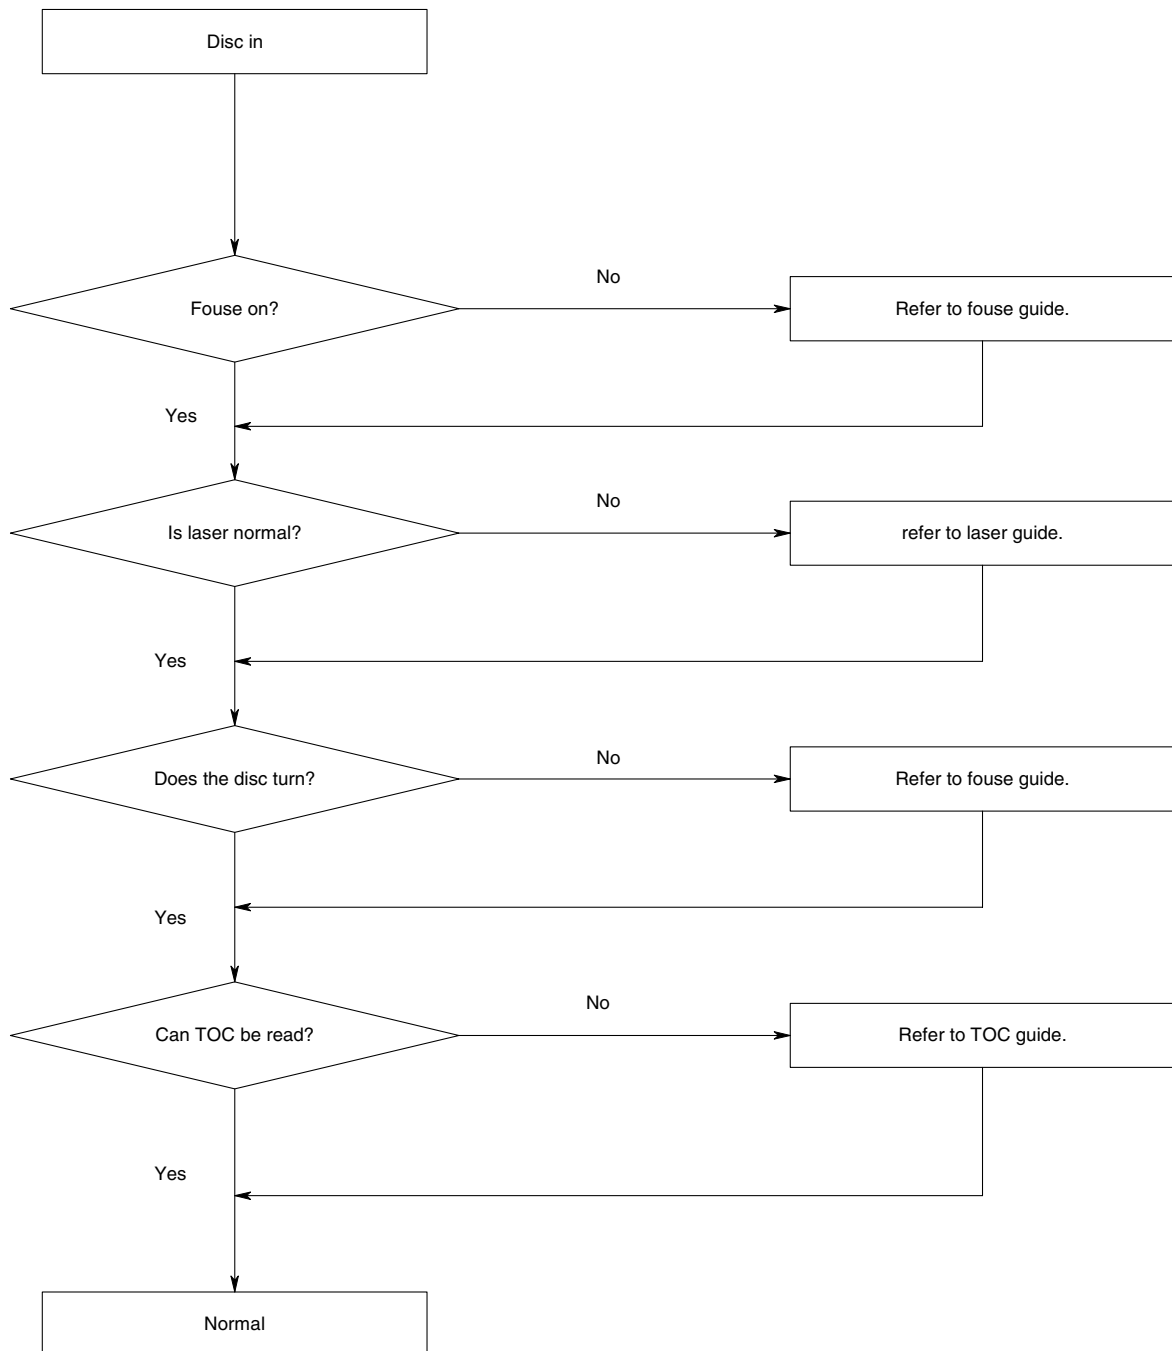 Disc in
Fouse on?
No
Refer to fouse guide.
Yes
Is laser normal?
No
refer to laser guide.
Yes
Does the disc turn?
No
Refer to fouse guide.
Yes
Can TOC be read?
No
Refer to TOC guide.
Yes
Normal